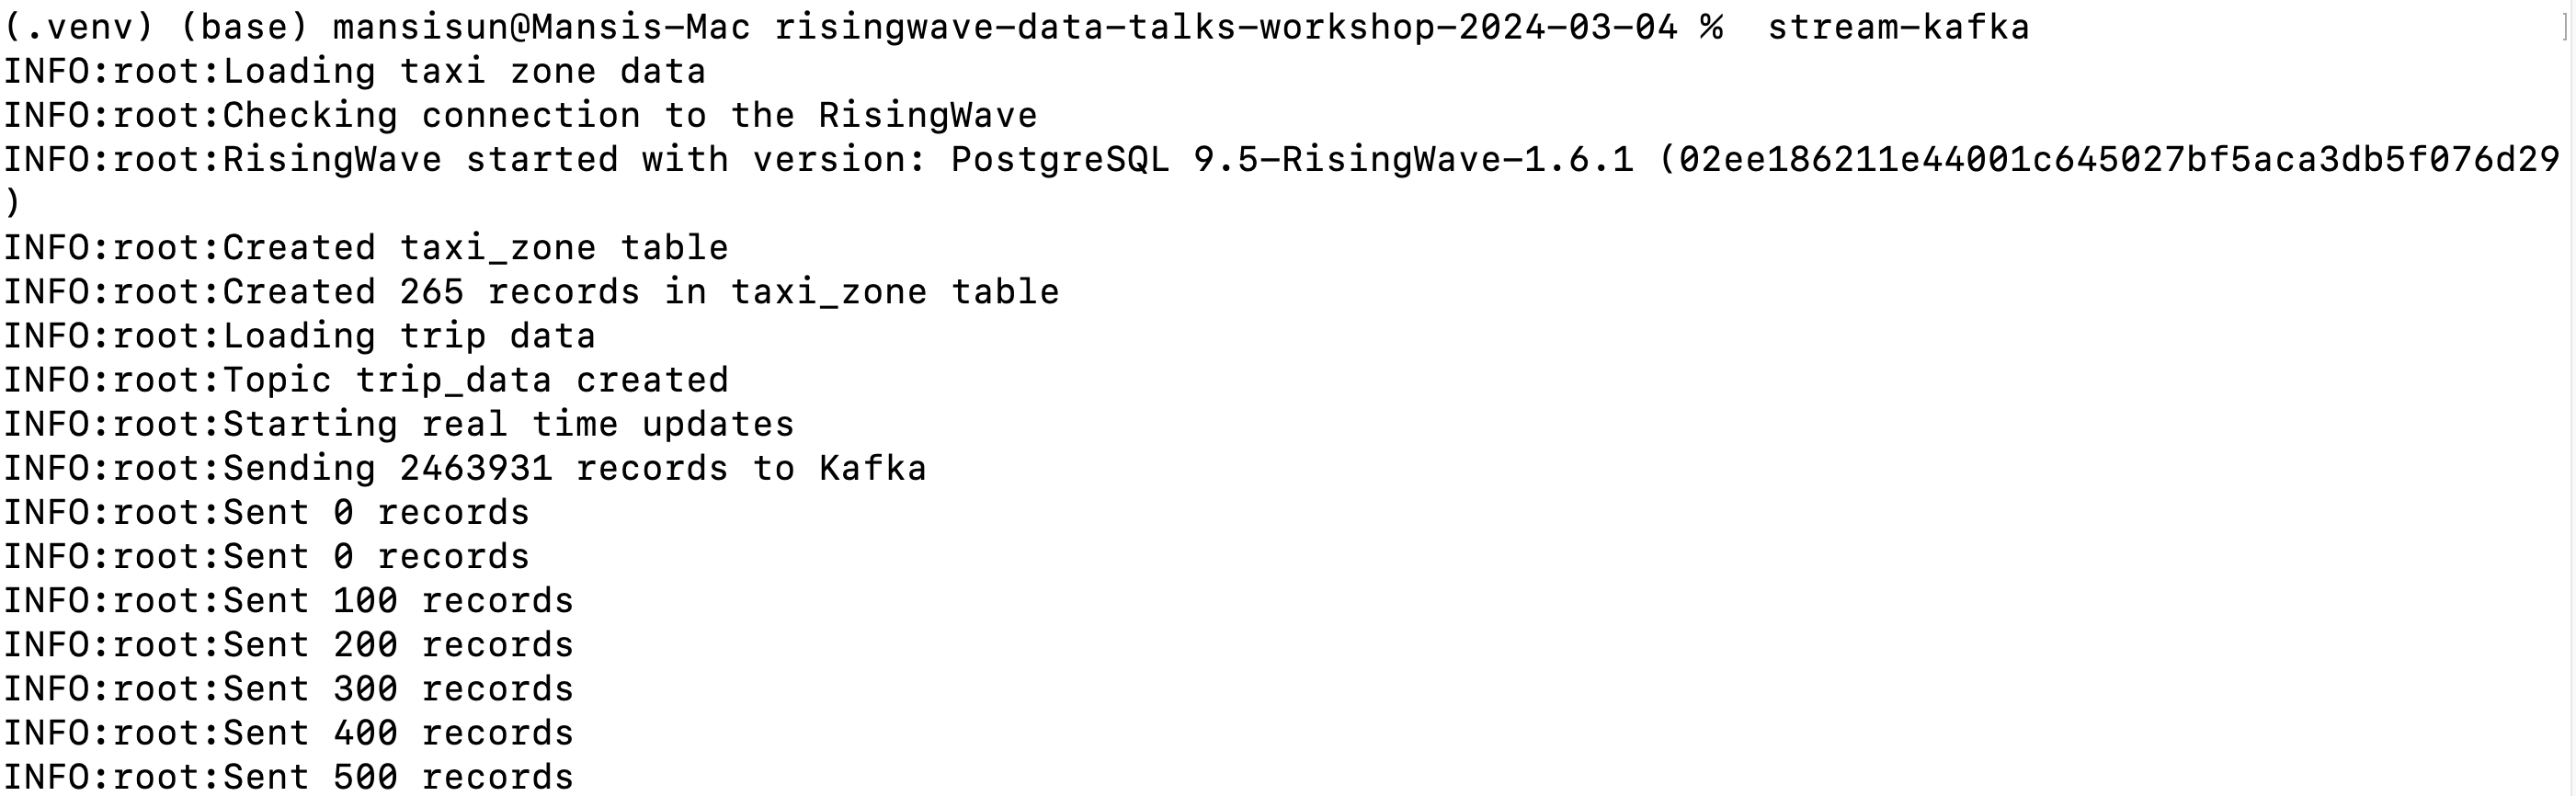 (.venv) (base) mansisun@Mansis-Mac risingwave-data-talks-workshop-2024-03-04 %  stream-kafka ]
INFO:root:Loading taxi zone data
INFO:root:Checking connection to the RisingWave
INFO:root:RisingWave started with version: PostgreSQL 9.5-RisingWave-1.6.1 (02ee186211e44001c645027bf5aca3db5f076d29
)
INFO:root:Created taxi_zone table
INFO:root:Created 265 records in taxi_zone table
INFO:root:Loading trip data
INFO:root:Topic trip_data created
INFO:root:Starting real time updates
INFO:root:Sending 2463931 records to Kafka
INFO:root:Sent 0 records
INFO:root:Sent 0 records
INFO:root:Sent 100 records
INFO:root:Sent 200 records
INFO:root:Sent 300 records
INFO:root:Sent 400 records
INFO:root:Sent 500 records